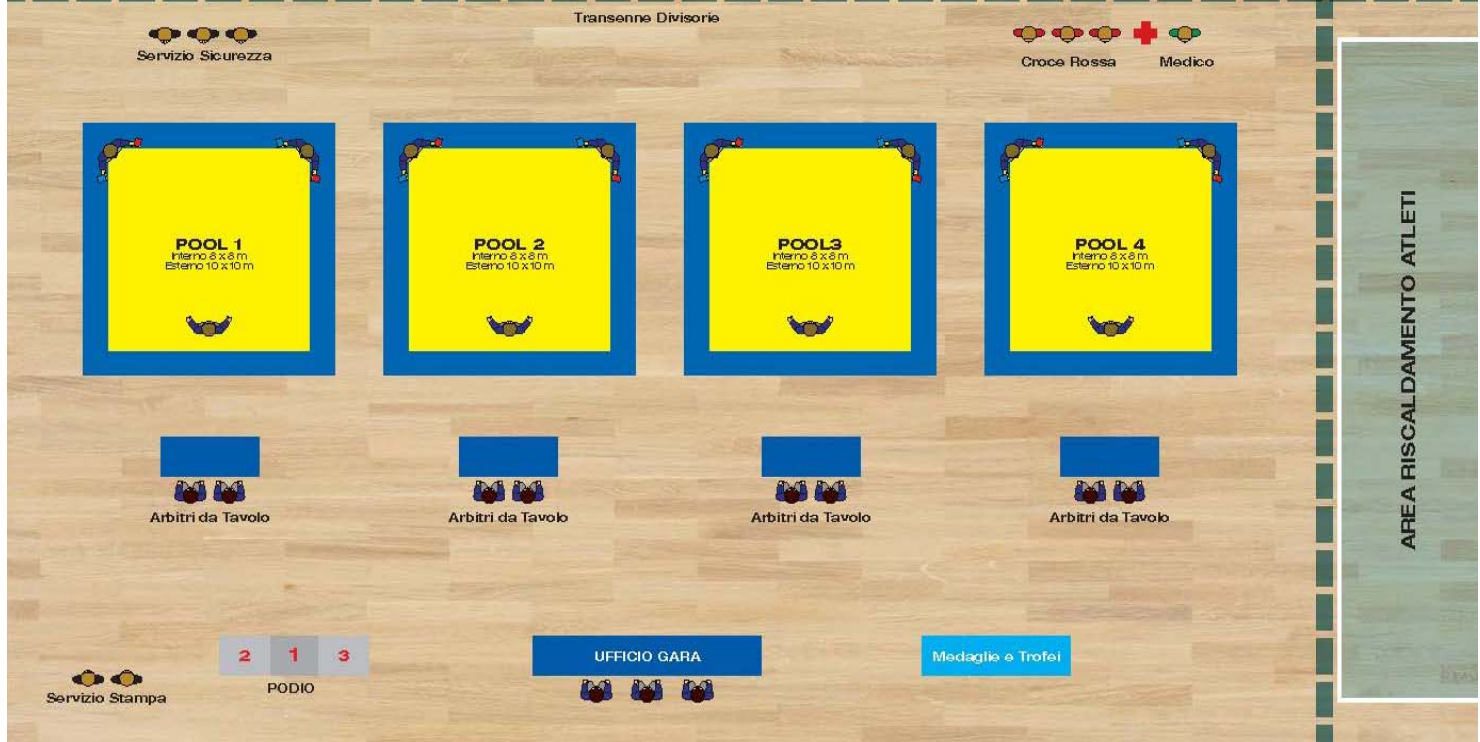 Transenne Divisorie
Servizio Sicurezza
Croce Rossa
Medico
POOL 1
Interno 8 x 8 m
Esterno 10 x 10 m
POOL 2
Interno 8 x 8 m
Esterno 10 x 10 m
POOL3
Interno 8 x 8 m
Esterno 10 x 10 m
POOL 4
Interno 8 x 8 m
Esterno 10 x 10 m
AREA RISCALDAMENTO ATLETI
Arbitri da Tavolo
Arbitri da Tavolo
Arbitri da Tavolo
Arbitri da Tavolo
2 1 3
PODIO
UFFICIO GARA
Medaglie e Trofei
Servizio Stampa